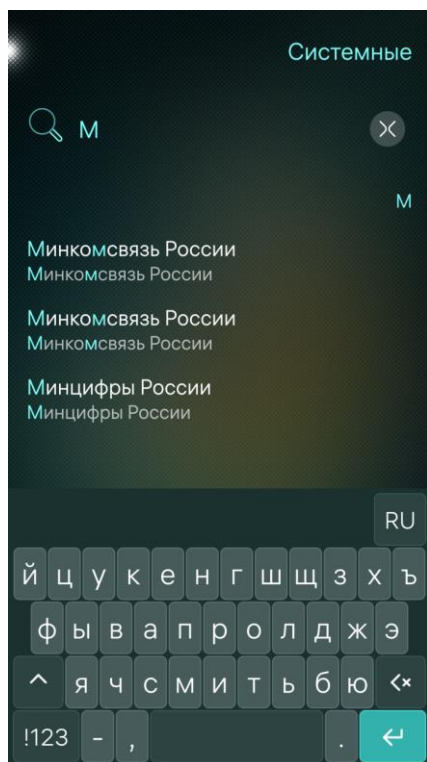 Системные
М
М
Минкомсвязь России
Минкомсвязь России
Минкомсвязь России
Минкомсвязь России
Минцифры России
Минцифры России
RU
й ц у к е н г ш щ з х ъ
ф ы в а п р о л д ж э
я ч с м и т ь б ю
!123 - , .